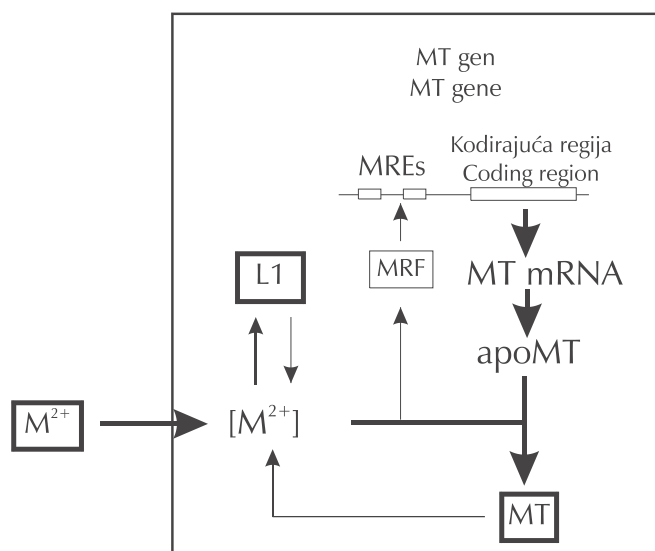 MT gen
MT gene
Kodirajuća regija
MREs
Coding region
L1
MRF
MT mRNA
apoMT
M²⁺
[M²⁺]
MT